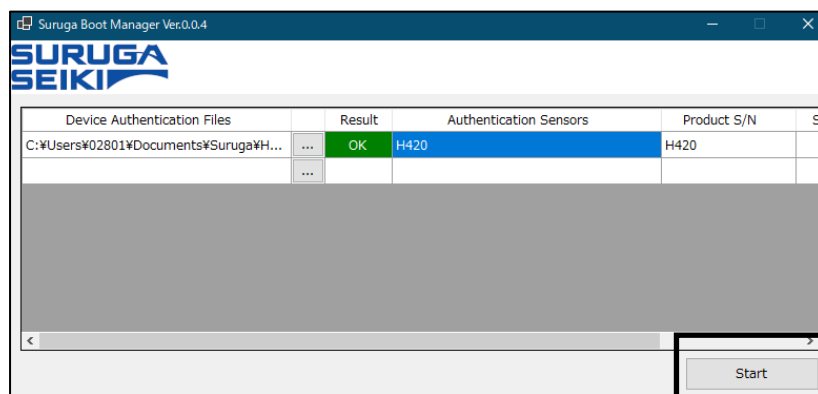 Suruga Boot Manager Ver.0.0.4
SURUGA
SEIKI
Device Authentication Files Result Authentication Sensors Product S/N S
C:¥Users¥02801¥Documents¥Suruga¥H... ... OK H420 H420
...
Start